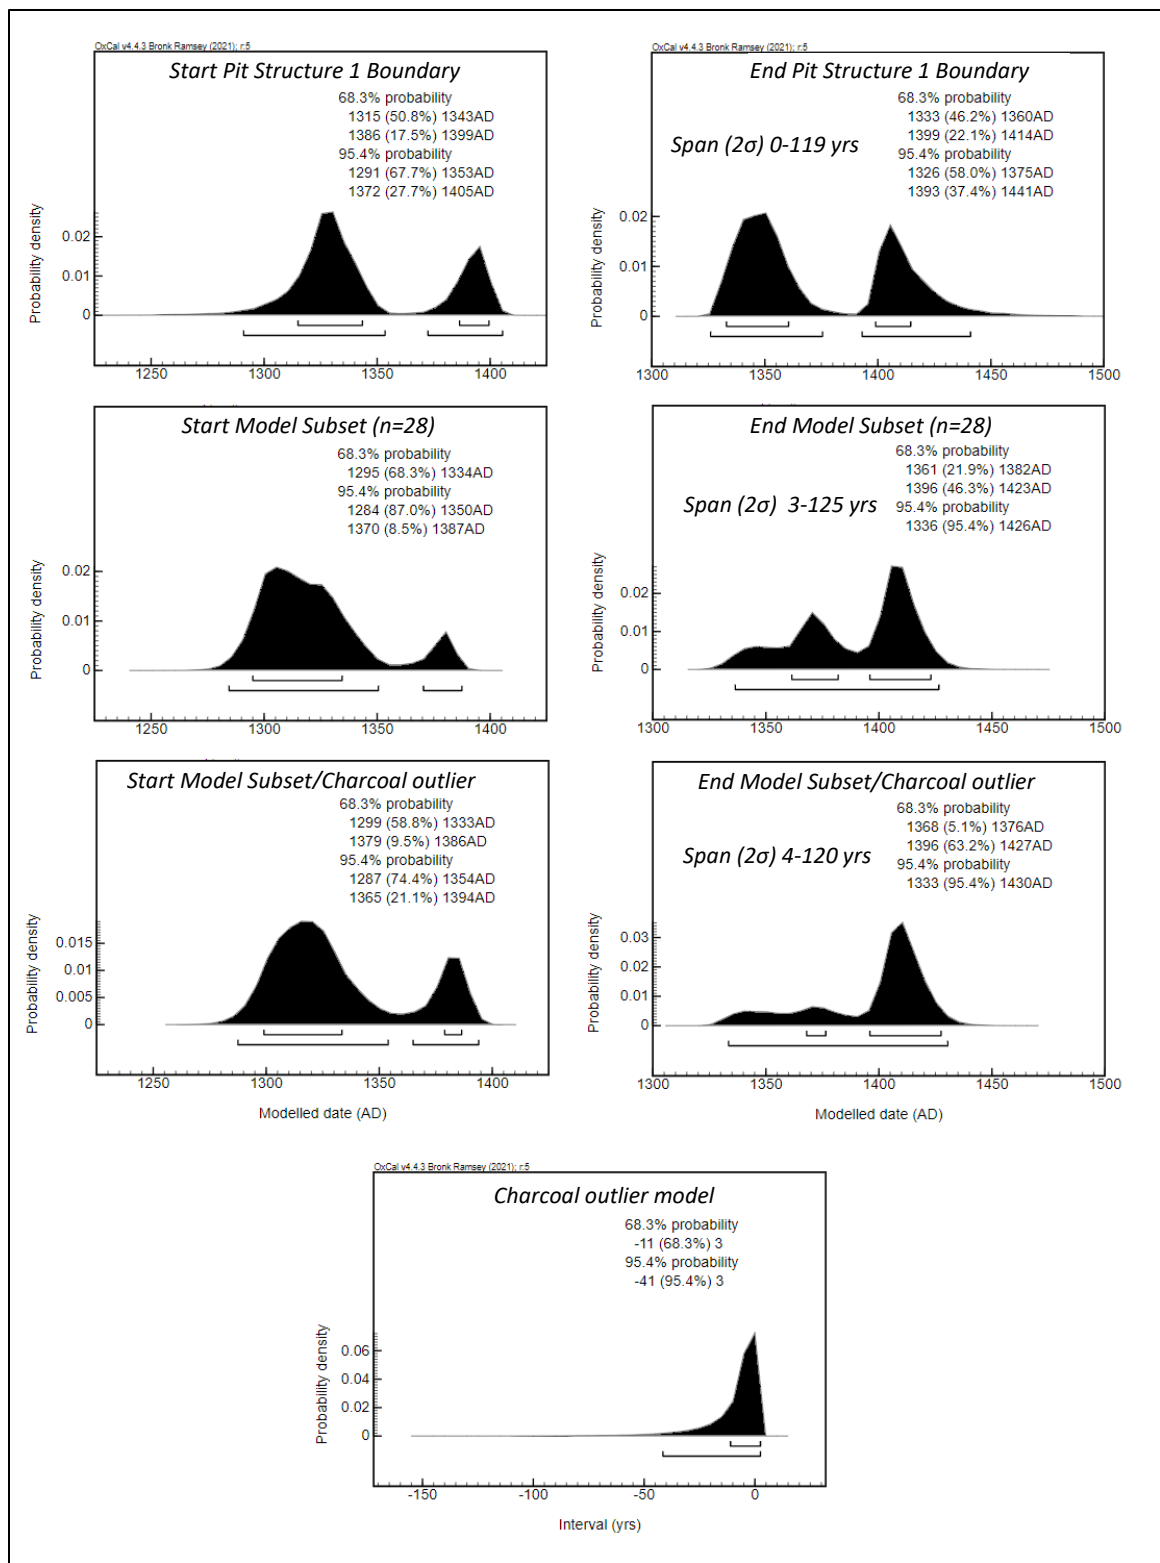 OxCal v4.4.3 Bronk Ramsey (2021); r:5
Start Pit Structure 1 Boundary
68.3% probability
1315 (50.8%) 1343AD
1386 (17.5%) 1399AD
95.4% probability
1291 (67.7%) 1353AD
1372 (27.7%) 1405AD
Probability density
0.02
0.01
0
1250
1300
1350
1400
OxCal v4.4.3 Bronk Ramsey (2021); r:5
End Pit Structure 1 Boundary
68.3% probability
1333 (46.2%) 1360AD
1399 (22.1%) 1414AD
Span (2σ) 0-119 yrs
95.4% probability
1326 (58.0%) 1375AD
1393 (37.4%) 1441AD
Probability density
0.02
0.01
0
1300
1350
1400
1450
1500
Start Model Subset (n=28)
68.3% probability
1295 (68.3%) 1334AD
95.4% probability
1284 (87.0%) 1350AD
1370 (8.5%) 1387AD
Probability density
0.02
0.01
0
1250
1300
1350
1400
End Model Subset (n=28)
68.3% probability
1361 (21.9%) 1382AD
1396 (46.3%) 1423AD
Span (2σ) 3-125 yrs
95.4% probability
1336 (95.4%) 1426AD
Probability density
0.02
0.01
0
1300
1350
1400
1450
1500
Start Model Subset/Charcoal outlier
68.3% probability
1299 (58.8%) 1333AD
1379 (9.5%) 1386AD
95.4% probability
1287 (74.4%) 1354AD
1365 (21.1%) 1394AD
Probability density
0.015
0.01
0.005
0
1250
1300
1350
1400
Modelled date (AD)
End Model Subset/Charcoal outlier
68.3% probability
1368 (5.1%) 1376AD
1396 (63.2%) 1427AD
Span (2σ) 4-120 yrs
95.4% probability
1333 (95.4%) 1430AD
Probability density
0.03
0.02
0.01
0
1300
1350
1400
1450
1500
Modelled date (AD)
OxCal v4.4.3 Bronk Ramsey (2021); r:5
Charcoal outlier model
68.3% probability
-11 (68.3%) 3
95.4% probability
-41 (95.4%) 3
Probability density
0.06
0.04
0.02
0
-150
-100
-50
0
Interval (yrs)